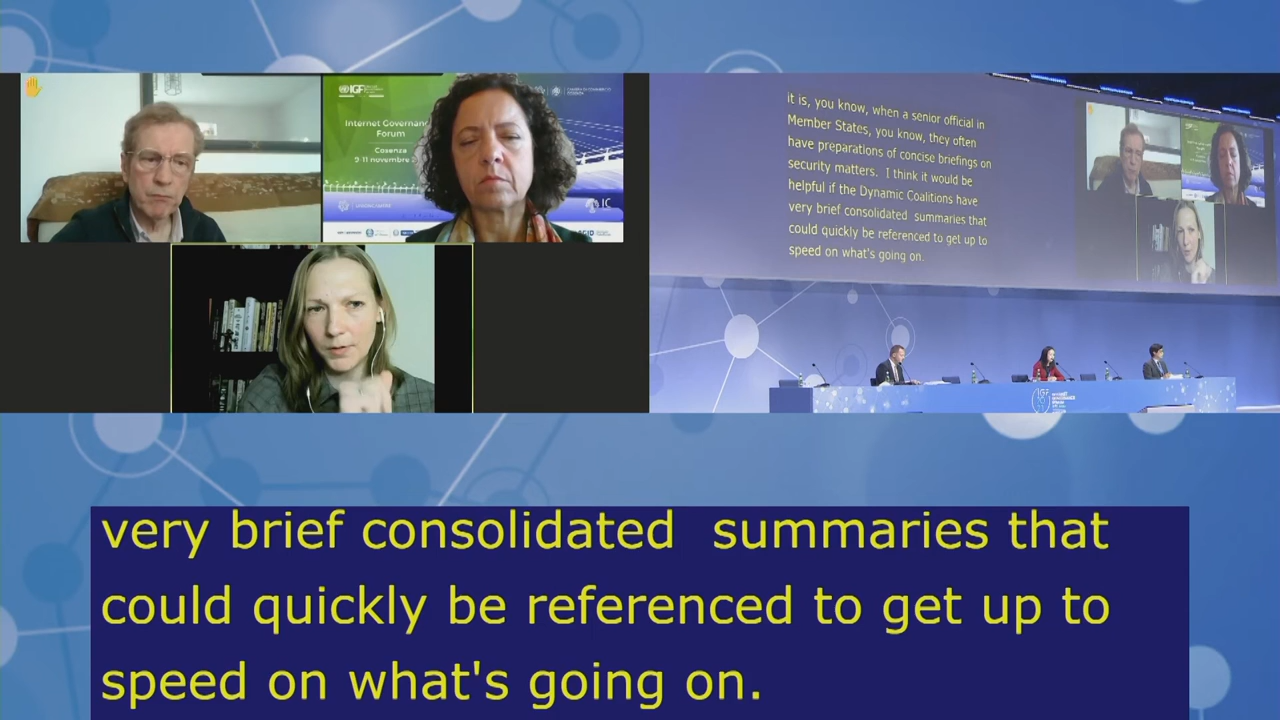 IGF
Internet Governance
Forum
Cosenza
it is, you know, when a senior official in
Member States, you know, they often
have preparations of concise briefings on
security matters.  I think it would be
helpful if the Dynamic Coalitions have
very brief consolidated  summaries that
could quickly be referenced to get up to
speed on what's going on.
IGF
very brief consolidated  summaries that
could quickly be referenced to get up to
speed on what's going on.